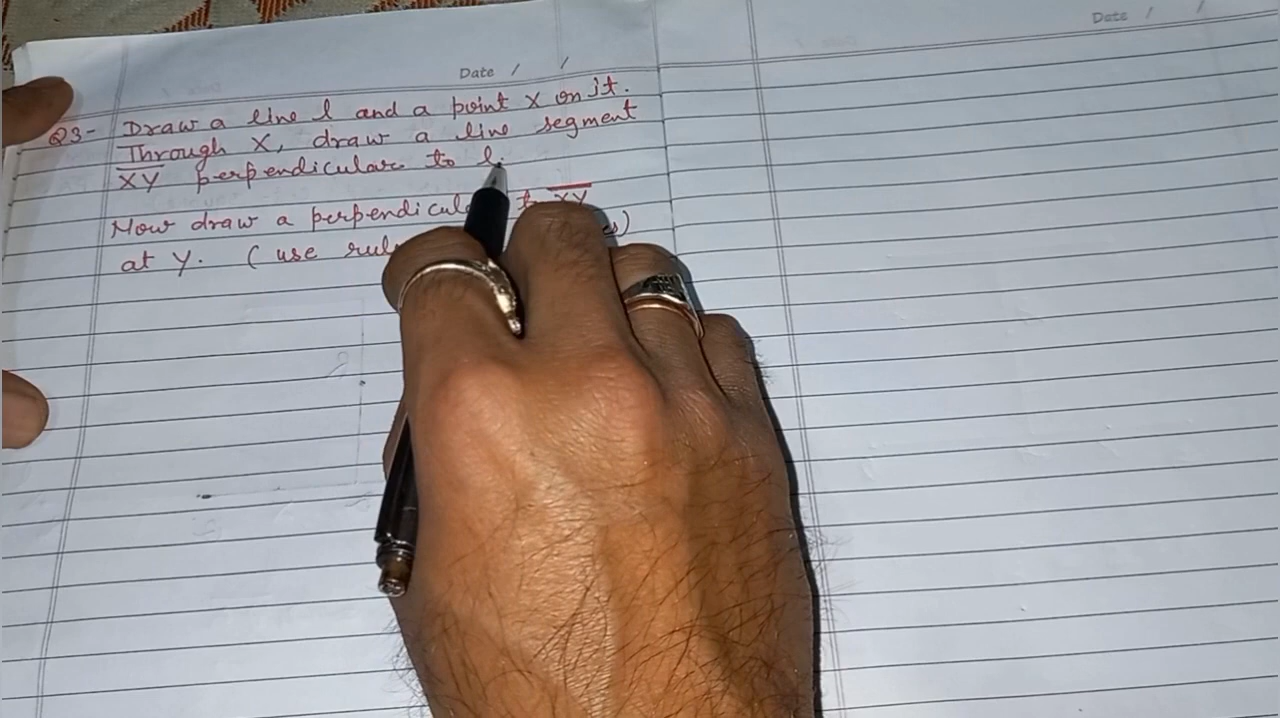 Date / /
Date / /
Q3- Draw a line l and a point X on it.
Through X, draw a line segment
XY perpendicular to l.
Now draw a XY
at Y. (use